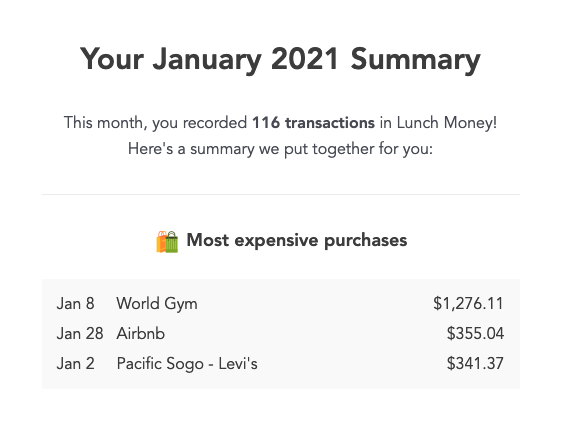 Your January 2021 Summary
This month, you recorded 116 transactions in Lunch Money!
Here's a summary we put together for you:
Most expensive purchases
Jan 8 World Gym $1,276.11
Jan 28 Airbnb $355.04
Jan 2 Pacific Sogo - Levi's $341.37